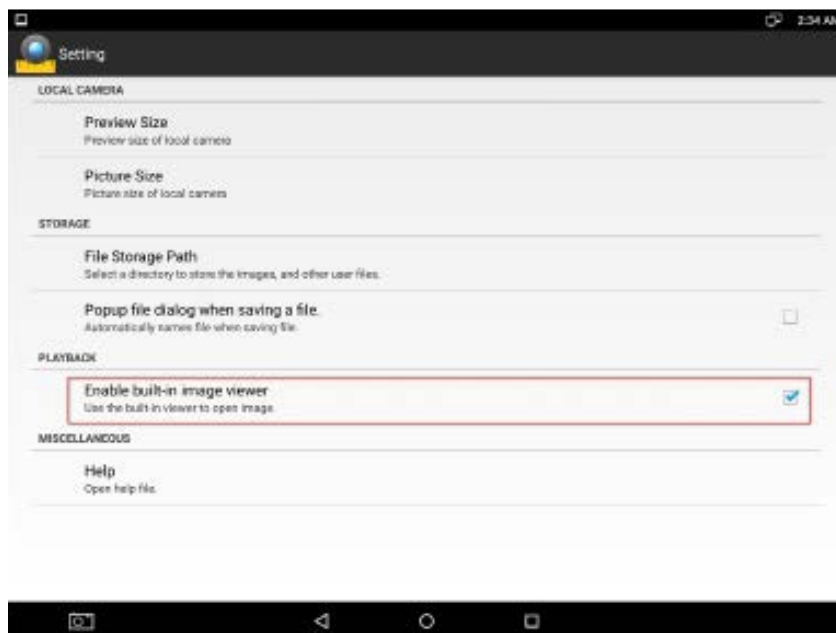 2:34 AM
Setting
LOCAL CAMERA
Preview Size
Preview size of local camera
Picture Size
Picture size of local camera
STORAGE
File Storage Path
Select a directory to store the images, and other user files.
Popup file dialog when saving a file.
Automatically names file when saving file.
PLAYBACK
Enable built-in image viewer
Use the built-in viewer to open image.
MISCELLANEOUS
Help
Open help file.